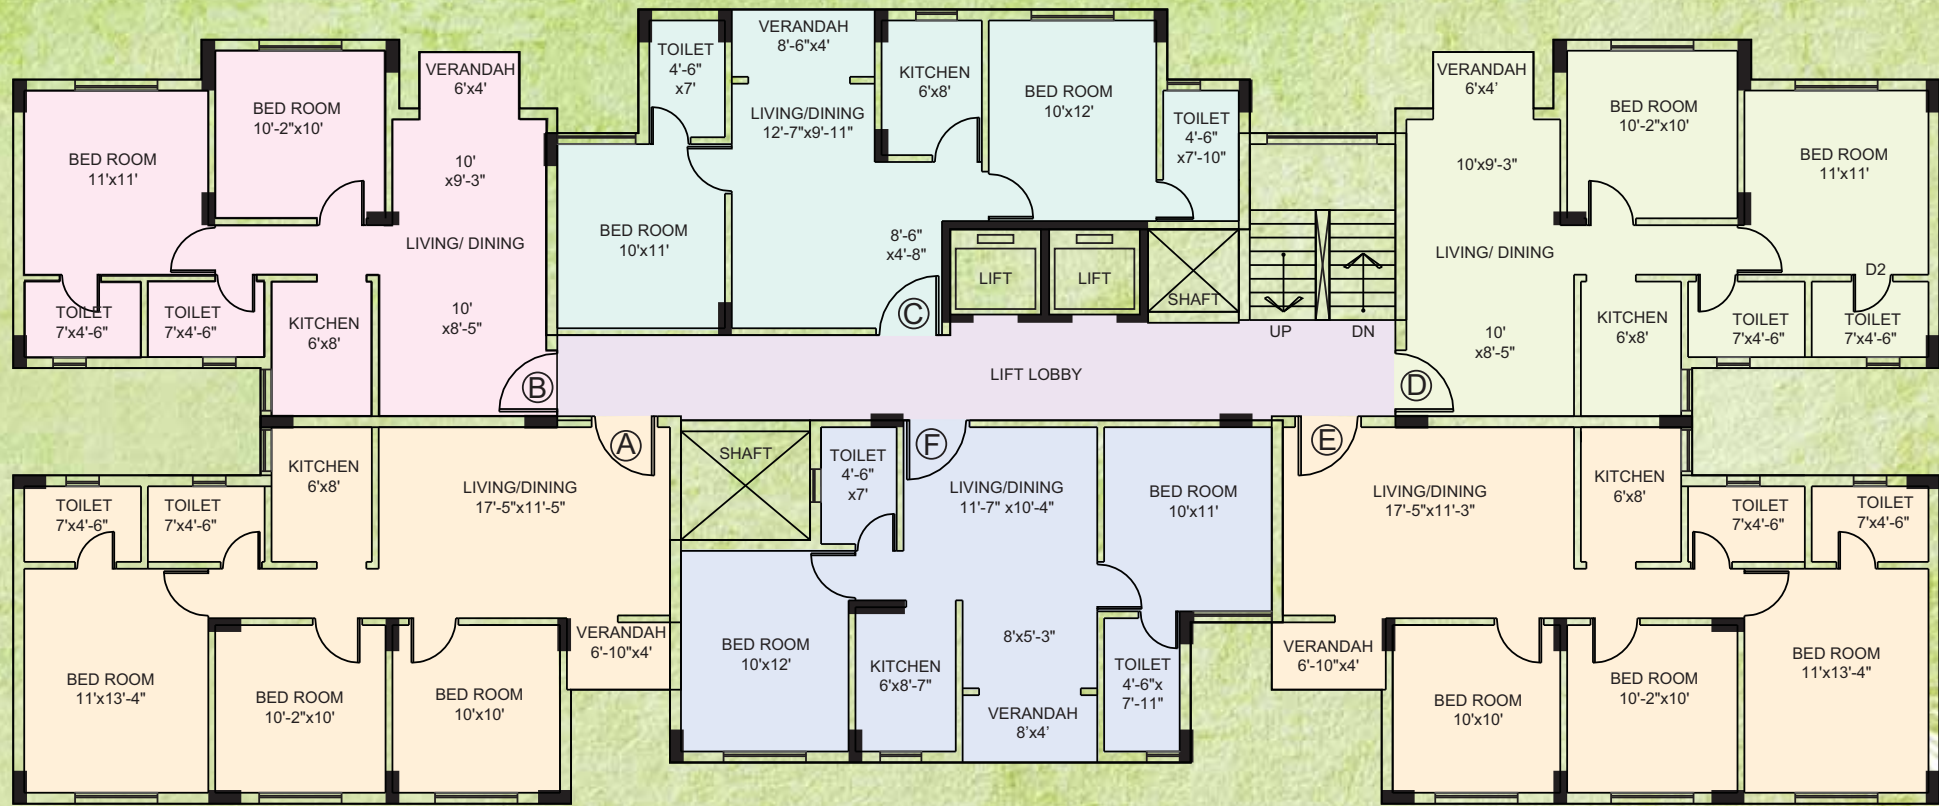 BED ROOM
11'x11'
BED ROOM
10'-2"x10'
VERANDAH
6'x4'
10'
x9'-3"
LIVING/ DINING
10'
x8'-5"
TOILET
7'x4'-6"
TOILET
7'x4'-6"
KITCHEN
6'x8'
B
TOILET
4'-6"
x7'
VERANDAH
8'-6"x4'
LIVING/DINING
12'-7"x9'-11"
KITCHEN
6'x8'
BED ROOM
10'x12'
TOILET
4'-6"
x7'-10"
BED ROOM
10'x11'
8'-6"
x4'-8"
C
LIFT
LIFT
SHAFT
UP
DN
LIFT LOBBY
VERANDAH
6'x4'
BED ROOM
10'-2"x10'
BED ROOM
11'x11'
10'x9'-3"
LIVING/ DINING
10'
x8'-5"
KITCHEN
6'x8'
D2
TOILET
7'x4'-6"
TOILET
7'x4'-6"
D
A
KITCHEN
6'x8'
LIVING/DINING
17'-5"x11'-5"
TOILET
7'x4'-6"
TOILET
7'x4'-6"
BED ROOM
11'x13'-4"
BED ROOM
10'-2"x10'
BED ROOM
10'x10'
VERANDAH
6'-10"x4'
SHAFT
TOILET
4'-6"
x7'
F
LIVING/DINING
11'-7" x10'-4"
BED ROOM
10'x11'
BED ROOM
10'x12'
KITCHEN
6'x8'-7"
8'x5'-3"
VERANDAH
8'x4'
TOILET
4'-6"x
7'-11"
E
LIVING/DINING
17'-5"x11'-3"
KITCHEN
6'x8'
TOILET
7'x4'-6"
TOILET
7'x4'-6"
VERANDAH
6'-10"x4'
BED ROOM
10'x10'
BED ROOM
10'-2"x10'
BED ROOM
11'x13'-4"